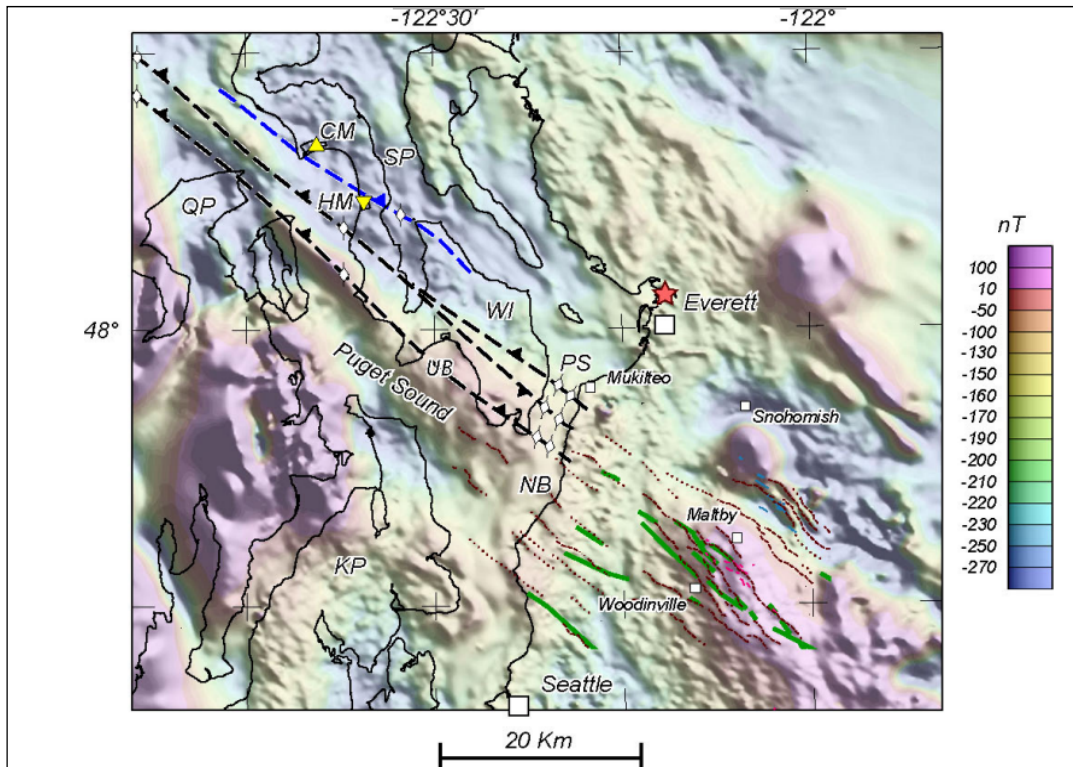 -122°30'
-122°
CM
SP
HM
QP
nT
100
10
-50
-100
-130
-150
-160
-170
-190
-200
-210
-220
-230
-250
-270
WI
Everett
48°
PS
Mukilteo
UB
Puget Sound
Snohomish
NB
Maltby
KP
Woodinville
Seattle
20 Km